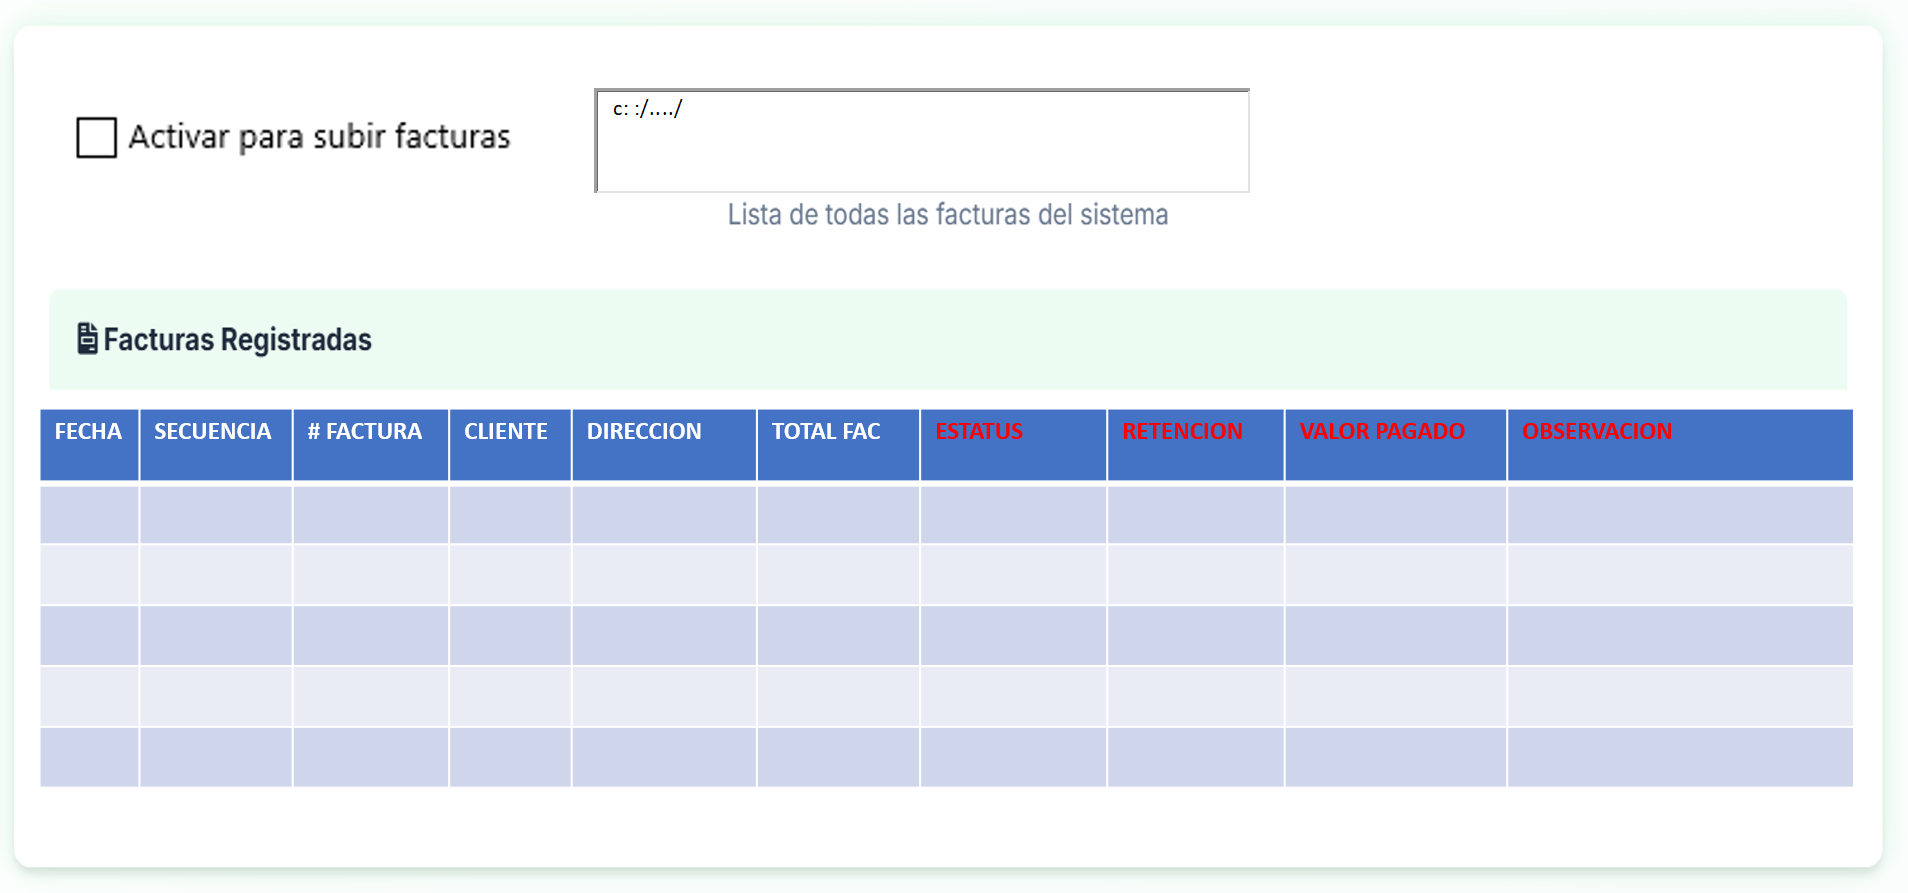 Activar para subir facturas
c: :/..../
Lista de todas las facturas del sistema
Facturas Registradas
FECHA SECUENCIA # FACTURA CLIENTE DIRECCION TOTAL FAC ESTATUS RETENCION VALOR PAGADO OBSERVACION